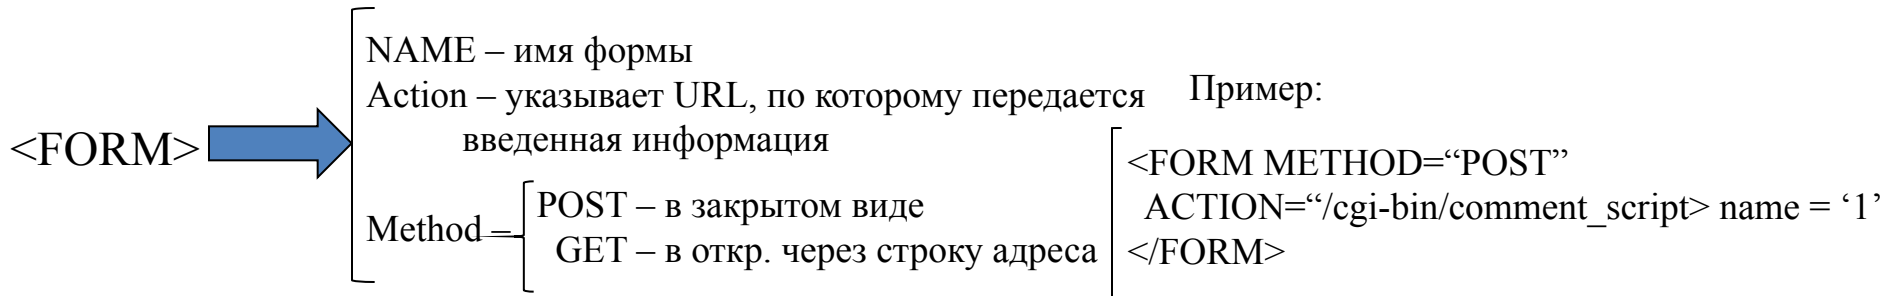 <FORM>
NAME – имя формы
Action – указывает URL, по которому передается
введенная информация
Method –
POST – в закрытом виде
GET – в откр. через строку адреса
Пример:
<FORM METHOD=“POST”
ACTION=“/cgi-bin/comment_script> name = ‘1’
</FORM>